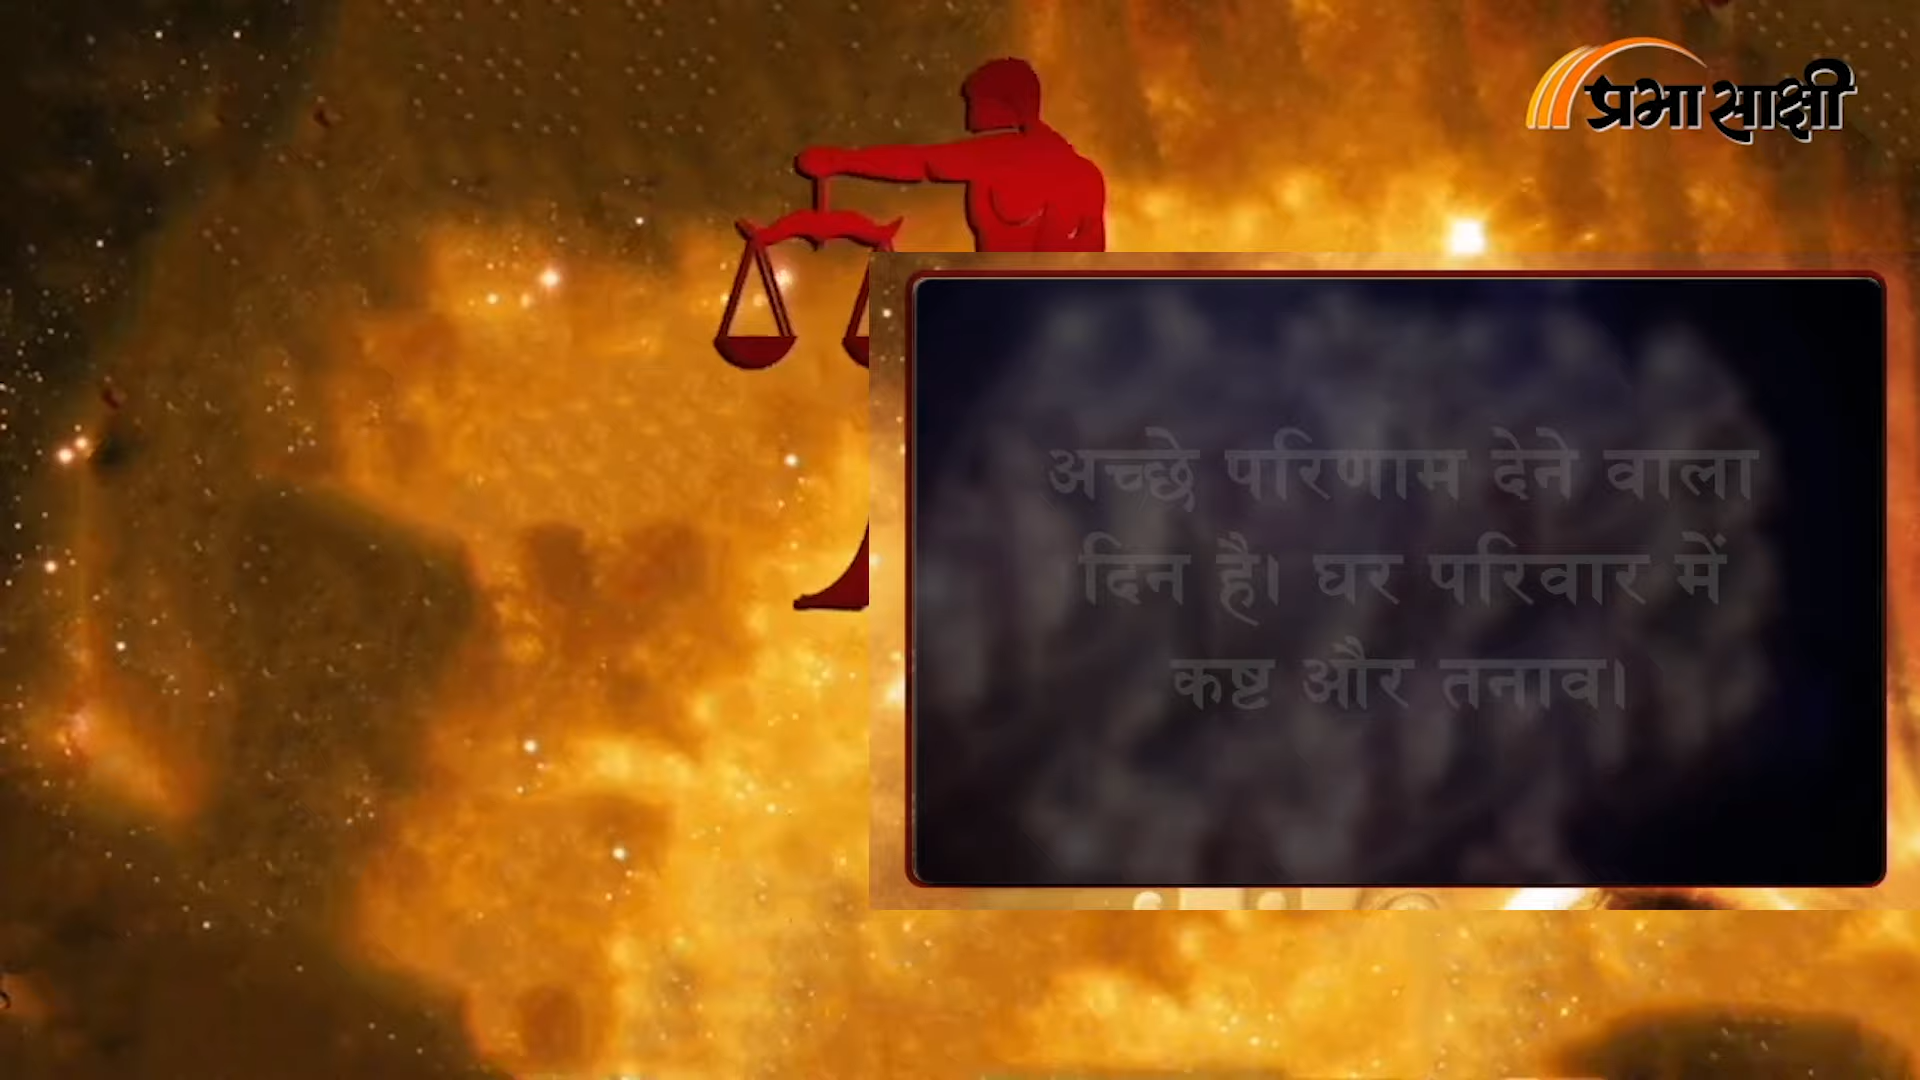 प्रभासाक्षी
अच्छे परिणाम देने वाला
दिन है। घर परिवार में
कष्ट और तनाव।